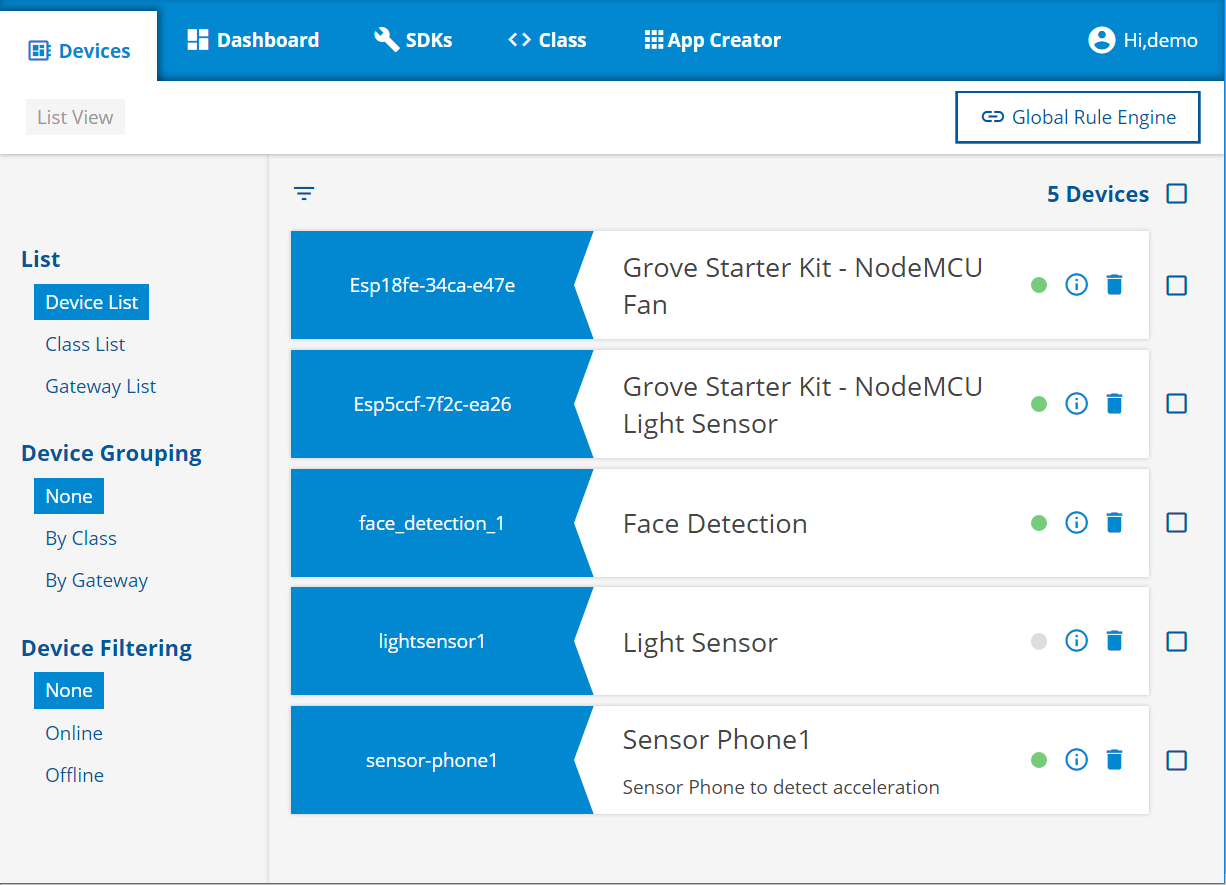 Devices
Dashboard
SDKs
Class
App Creator
Hi,demo
List View
Global Rule Engine
5 Devices
List
Device List
Class List
Gateway List
Device Grouping
None
By Class
By Gateway
Device Filtering
None
Online
Offline
Esp18fe-34ca-e47e
Grove Starter Kit - NodeMCU
Fan
Esp5ccf-7f2c-ea26
Grove Starter Kit - NodeMCU
Light Sensor
face_detection_1
Face Detection
lightsensor1
Light Sensor
sensor-phone1
Sensor Phone1
Sensor Phone to detect acceleration